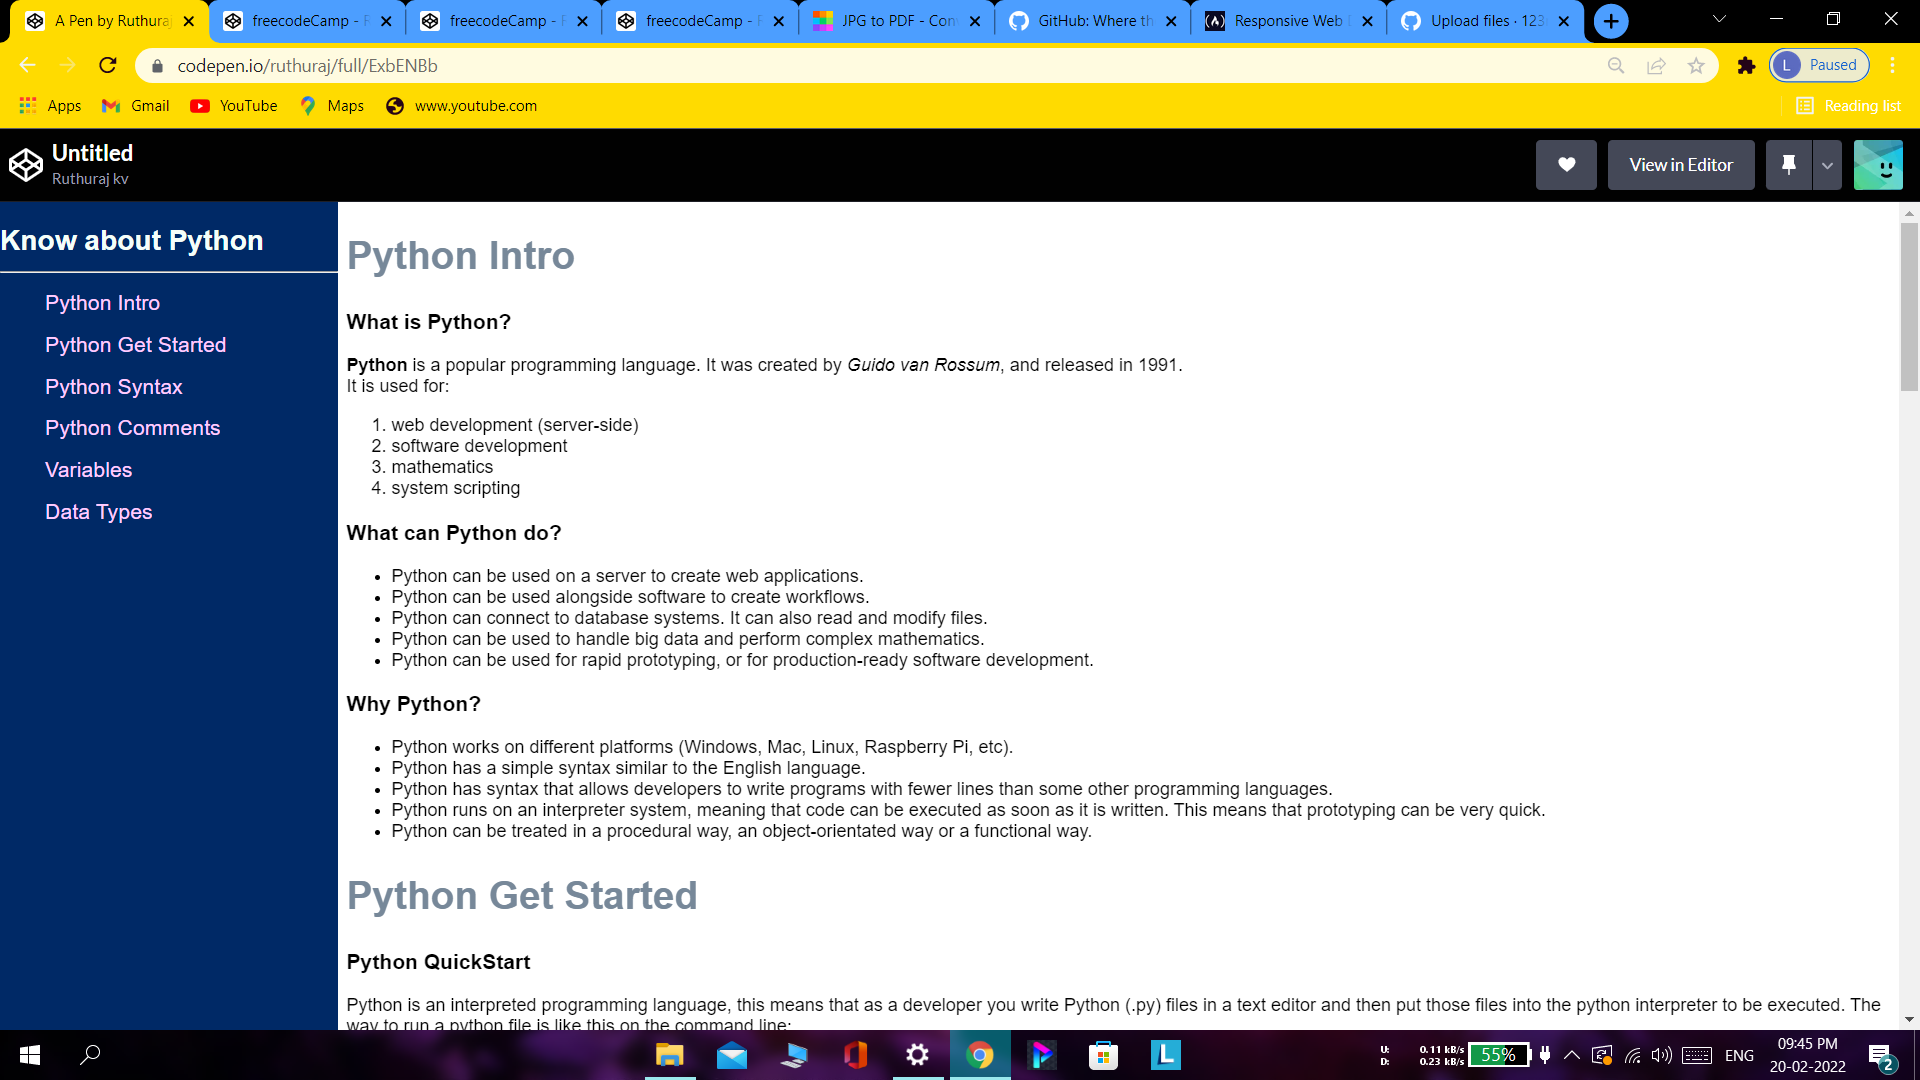 A Pen by Ruthuraj
freecodeCamp - R
freecodeCamp - F
freecodeCamp - F
JPG to PDF - Conv
GitHub: Where th
Responsive Web D
Upload files · 123
codepen.io/ruthuraj/full/ExbENBb
L Paused
Apps Gmail YouTube Maps www.youtube.com Reading list
Untitled
Ruthuraj kv
View in Editor
Know about Python
Python Intro
Python Get Started
Python Syntax
Python Comments
Variables
Data Types
Python Intro
What is Python?
Python is a popular programming language. It was created by Guido van Rossum, and released in 1991.
It is used for:
1. web development (server-side)
2. software development
3. mathematics
4. system scripting
What can Python do?
• Python can be used on a server to create web applications.
• Python can be used alongside software to create workflows.
• Python can connect to database systems. It can also read and modify files.
• Python can be used to handle big data and perform complex mathematics.
• Python can be used for rapid prototyping, or for production-ready software development.
Why Python?
• Python works on different platforms (Windows, Mac, Linux, Raspberry Pi, etc).
• Python has a simple syntax similar to the English language.
• Python has syntax that allows developers to write programs with fewer lines than some other programming languages.
• Python runs on an interpreter system, meaning that code can be executed as soon as it is written. This means that prototyping can be very quick.
• Python can be treated in a procedural way, an object-orientated way or a functional way.
Python Get Started
Python QuickStart
Python is an interpreted programming language, this means that as a developer you write Python (.py) files in a text editor and then put those files into the python interpreter to be executed. The
way to run a python file is like this on the command line:
L
U: 0.11 kB/s
D: 0.23 kB/s
55%
ENG
09:45 PM
20-02-2022
2